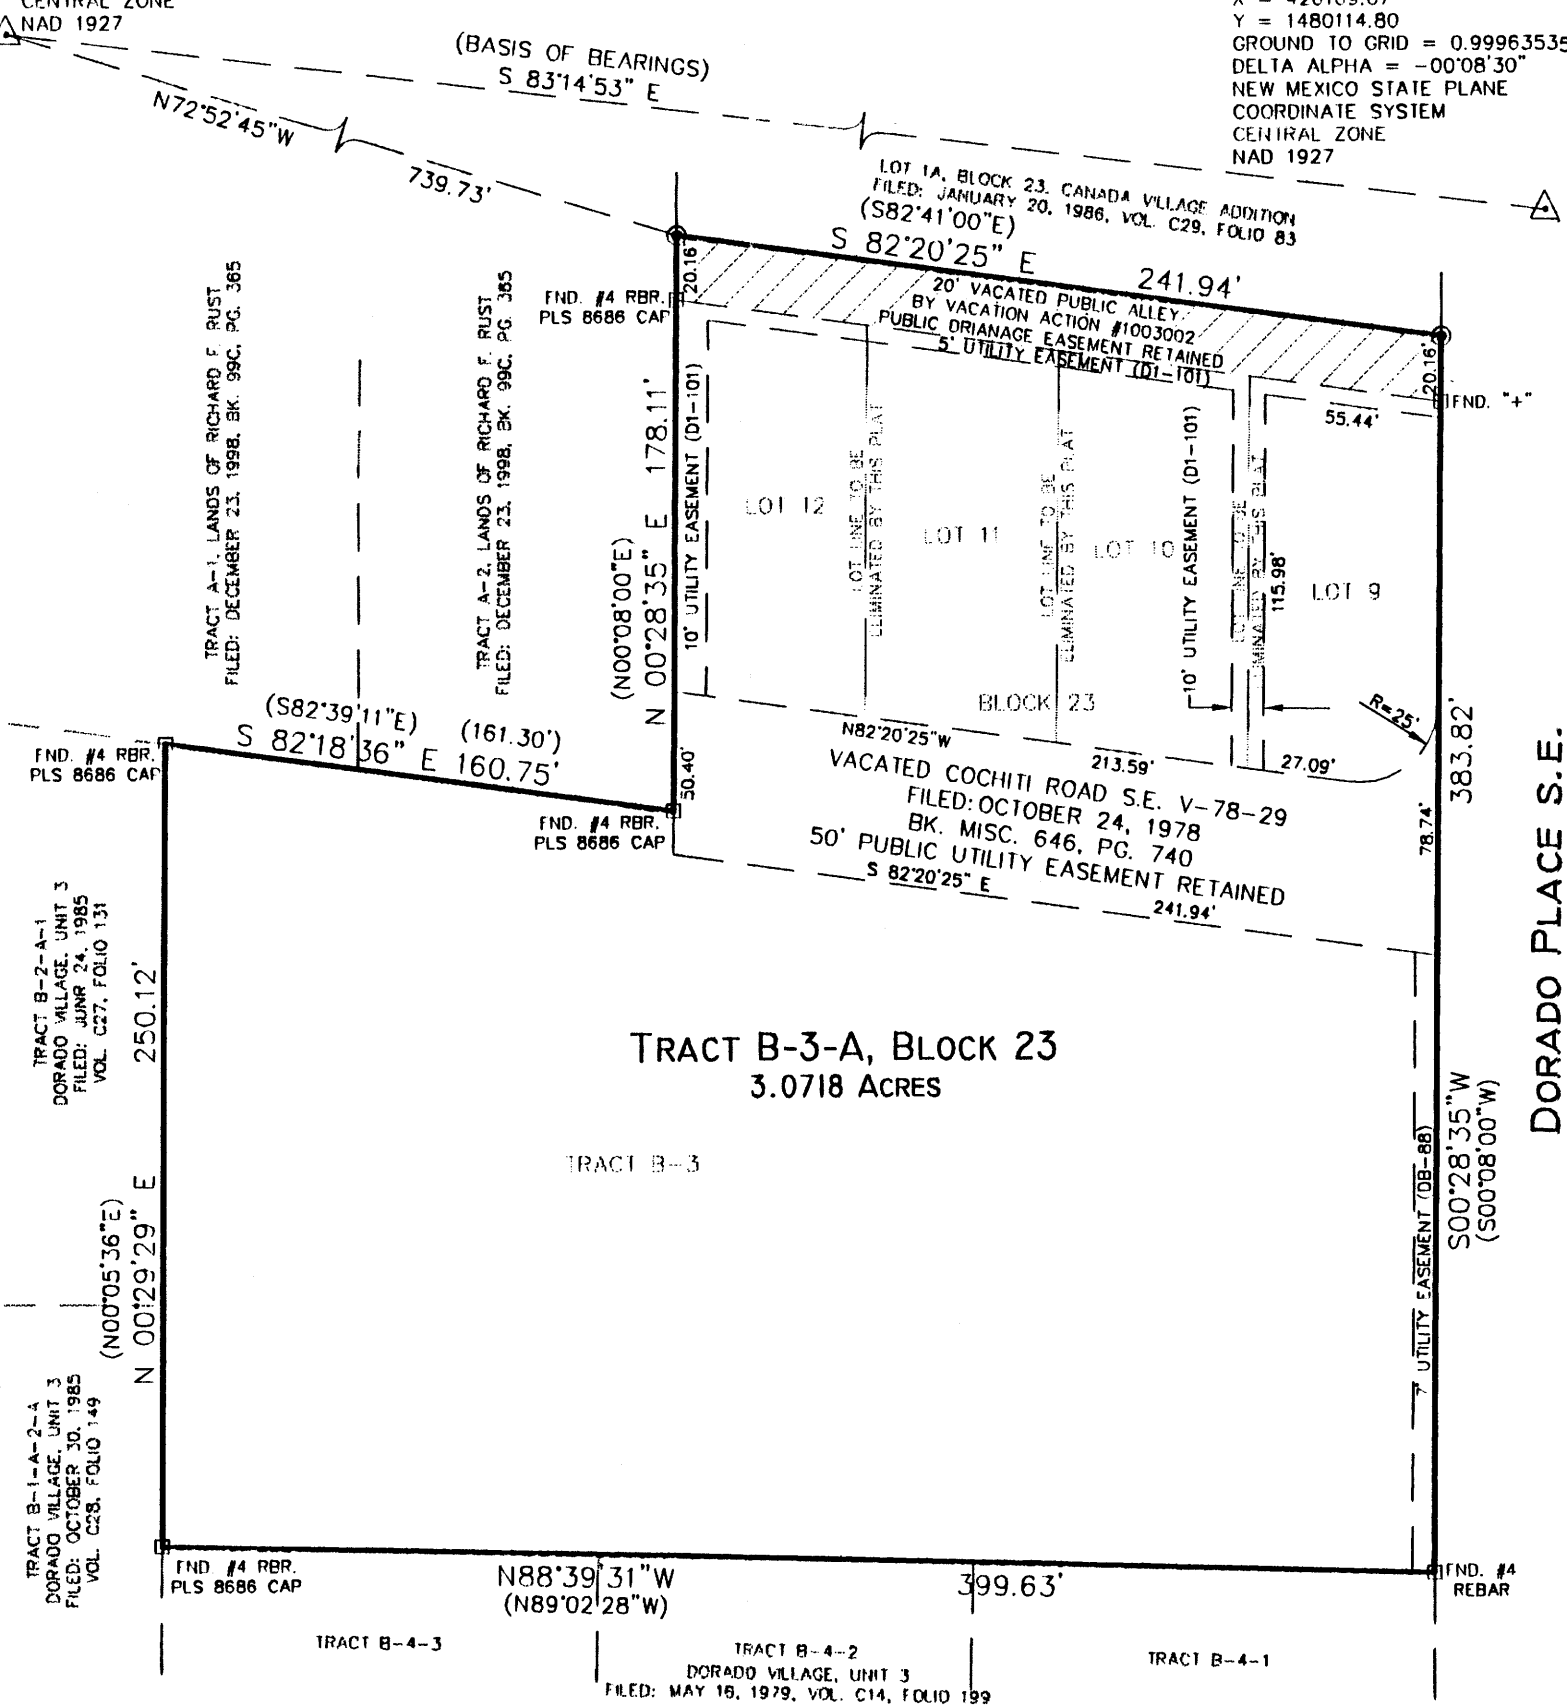 CENTRAL ZONE
NAD 1927
Y = 1480114.80
GROUND TO GRID = 0.99963535
DELTA ALPHA = -00°08'30"
NEW MEXICO STATE PLANE
COORDINATE SYSTEM
CENTRAL ZONE
NAD 1927
(BASIS OF BEARINGS)
S 83°14'53" E
N72°52'45"W
739.73'
LOT 1A, BLOCK 23, CANADA VILLAGE ADDITION
FILED: JANUARY 20, 1986, VOL. C29, FOLIO 83
(S82°41'00"E)
S 82°20'25" E 241.94'
20' VACATED PUBLIC ALLEY
BY VACATION ACTION #1003002
PUBLIC DRIANAGE EASEMENT RETAINED
5' UTILITY EASEMENT (D1-101)
20.16'
FND. #4 RBR.
PLS 8686 CAP
20.16'
FND. "+"
55.44'
TRACT A-1, LANDS OF RICHARD F. RUST
FILED: DECEMBER 23, 1998, BK. 99C, PG. 365
TRACT A-2, LANDS OF RICHARD F. RUST
FILED: DECEMBER 23, 1998, BK. 99C, PG. 365
(N00°08'00"E)
N 00°28'35" E 178.11'
10' UTILITY EASEMENT (D1-101)
LOT 12
LOT LINE TO BE
ELIMINATED BY THIS PLAT
LOT 11
LOT LINE TO BE
ELIMINATED BY THIS PLAT
LOT 10
10' UTILITY EASEMENT (D1-101)
LOT LINE TO BE
ELIMINATED BY THIS PLAT
115.98'
LOT 9
BLOCK 23
R=25'
383.82'
DORADO PLACE S.E.
(S82°39'11"E) (161.30')
S 82°18'36" E 160.75'
FND. #4 RBR.
PLS 8686 CAP
50.40'
FND. #4 RBR.
PLS 8686 CAP
N82°20'25"W
213.59'
27.09'
VACATED COCHITI ROAD S.E. V-78-29
FILED: OCTOBER 24, 1978
BK. MISC. 646, PG. 740
50' PUBLIC UTILITY EASEMENT RETAINED
78.74'
S 82°20'25" E
241.94'
TRACT B-2-A-1
DORADO VILLAGE, UNIT 3
FILED: JUNR 24, 1985
VOL. C27, FOLIO 131
(N00°05'36"E)
N 00°29'29" E 250.12'
TRACT B-3-A, BLOCK 23
3.0718 ACRES
TRACT B-3
7' UTILITY EASEMENT (DB-88)
S00°28'35"W
(S00°08'00"W)
TRACT B-1-A-2-A
DORADO VILLAGE, UNIT 3
FILED: OCTOBER 30, 1985
VOL. C28, FOLIO 149
FND. #4 RBR.
PLS 8686 CAP
N88°39'31"W
(N89°02'28"W)
399.63'
FND. #4
REBAR
TRACT B-4-3
TRACT B-4-2
TRACT B-4-1
DORADO VILLAGE, UNIT 3
FILED: MAY 16, 1979, VOL. C14, FOLIO 199